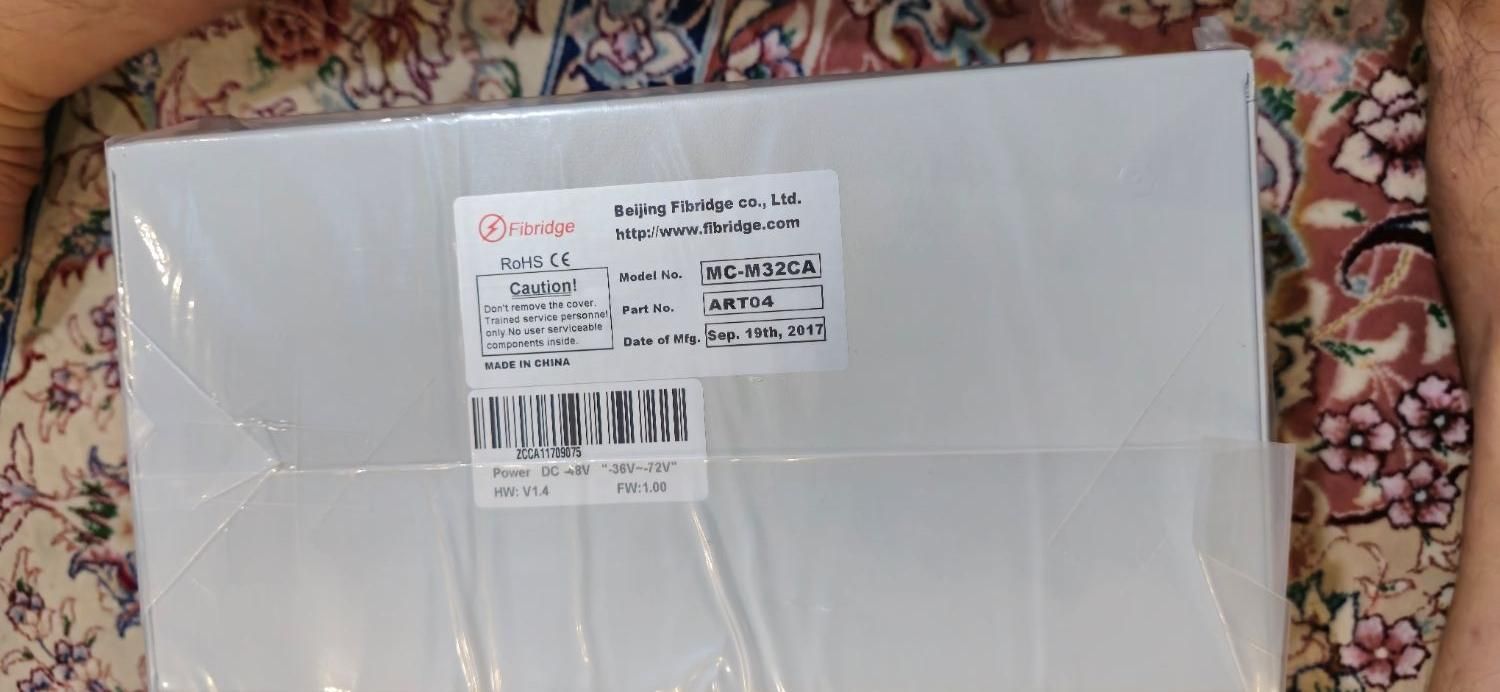 Fibridge
Beijing Fibridge co., Ltd.
http://www.fibridge.com
RoHS CE
Caution!
Don't remove the cover.
Trained service personnel
only. No user serviceable
components inside.
MADE IN CHINA
Model No. MC-M32CA
Part No. ART04
Date of Mfg. Sep. 19th, 2017
ZCCA11709075
Power DC -48V "-36V~-72V"
HW: V1.4 FW:1.00